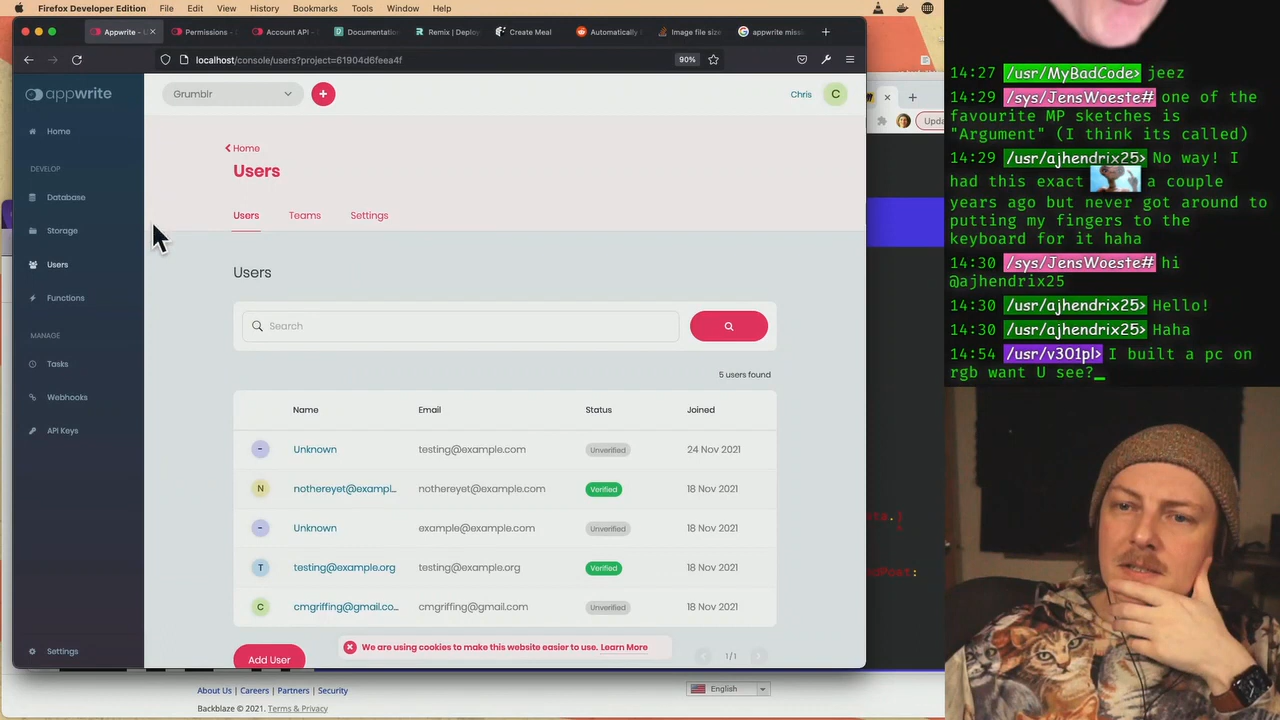 Firefox Developer Edition File Edit View History Bookmarks Tools Window Help
Appwrite - U
Permissions -
Account API -
Documentation
Remix | Deploy
Create Meal
Automatically
Image file size
appwrite miss
localhost/console/users?project=61904d6feea4f
90%
appwrite
Grumblr
Chris
C
Home
DEVELOP
Database
Storage
Users
Functions
MANAGE
Tasks
Webhooks
API Keys
Settings
Home
Users
Users Teams Settings
Users
Search
5 users found
Name Email Status Joined
- Unknown testing@example.com Unverified 24 Nov 2021
N nothereyet@exampl... nothereyet@example.com Verified 18 Nov 2021
- Unknown example@example.com Unverified 18 Nov 2021
T testing@example.org testing@example.org Verified 18 Nov 2021
C cmgriffing@gmail.co... cmgriffing@gmail.com Unverified 18 Nov 2021
Add User
We are using cookies to make this website easier to use. Learn More
1/1
About Us | Careers | Partners | Security
Backblaze © 2021. Terms & Privacy
English
Upda
14:27 /usr/MyBadCode> jeez
14:29 /sys/JensWoeste# one of the
favourite MP sketches is
"Argument" (I think its called)
14:29 /usr/ajhendrix25> No way! I
had this exact a couple
years ago but never got around to
putting my fingers to the
keyboard for it haha
14:30 /sys/JensWoeste# hi
@ajhendrix25
14:30 /usr/ajhendrix25> Hello!
14:30 /usr/ajhendrix25> Haha
14:54 /usr/v301pl> I built a pc on
rgb want U see?_